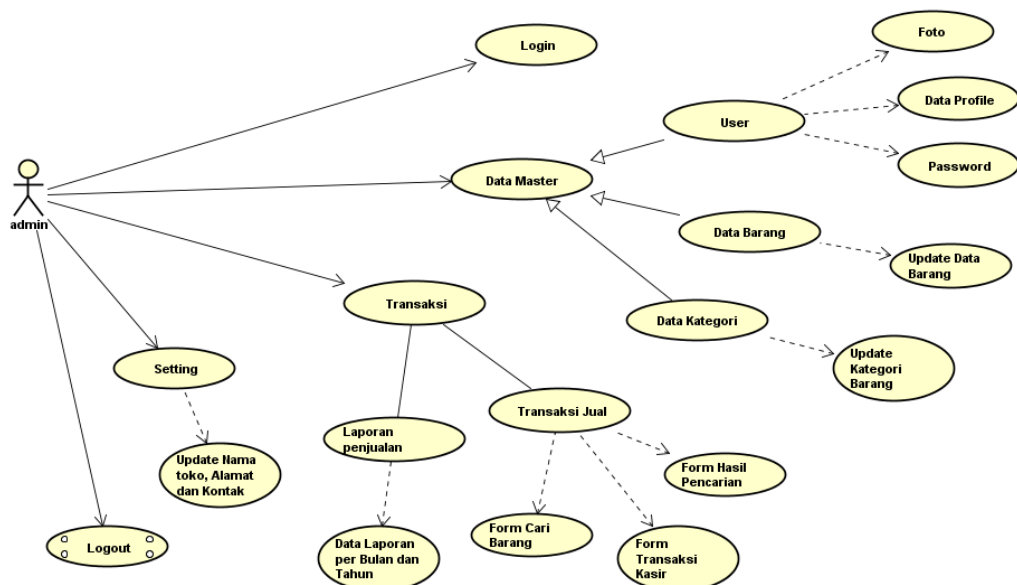 Foto
Login
Data Profile
User
Password
Data Master
admin
Data Barang
Update Data
Barang
Transaksi
Data Kategori
Setting
Update
Kategori
Barang
Transaksi Jual
Laporan
penjualan
Update Nama
toko, Alamat
dan Kontak
Form Hasil
Pencarian
Logout
Data Laporan
per Bulan dan
Tahun
Form Cari
Barang
Form
Transaksi
Kasir